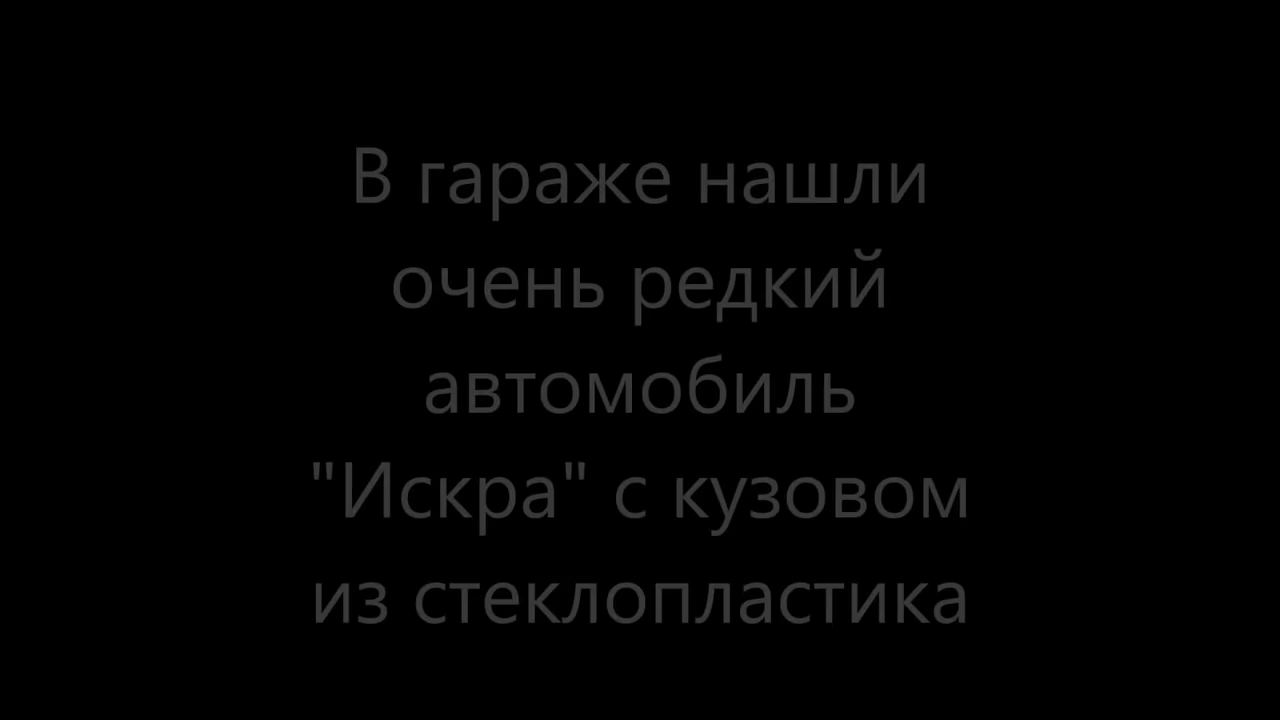 В гараже нашли
очень редкий
автомобиль
"Искра" с кузовом
из стеклопластика